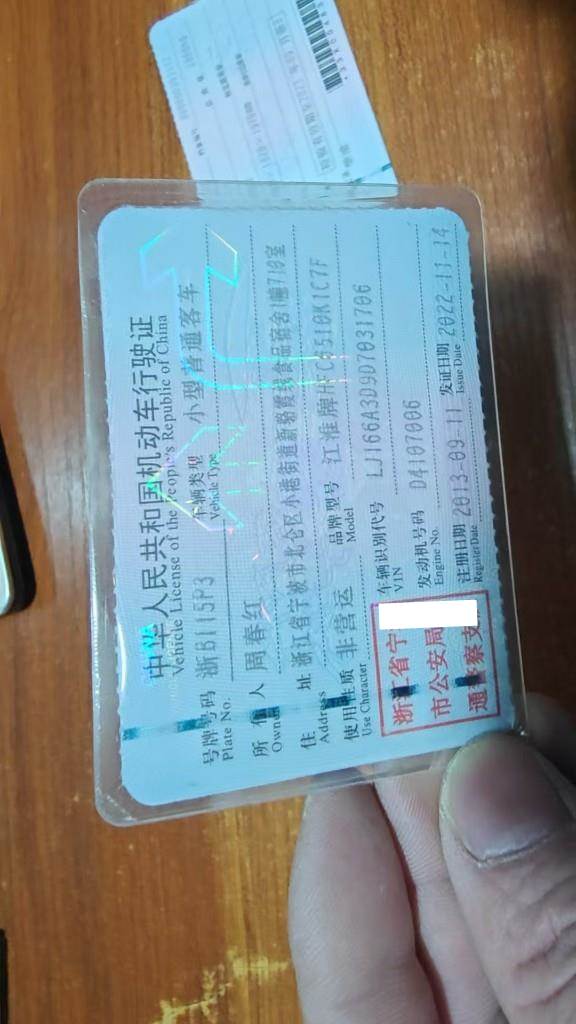 中华人民共和国机动车行驶证
Vehicle License of the People's Republic of China
号牌号码 浙B115P3 车辆类型 小型普通客车
Plate No. Vehicle Type
所 人 周春红
Owner
住 址 浙江省宁波市北仑区小港街道新骆霞浅食品宿舍1幢710室
Address
使用性质 非营运 品牌型号 江淮牌HFC6510K1C7F
Use Character Model
浙江省宁
市公安局
通警察支
车辆识别代号 LJ166A3D9D7031706
VIN
发动机号码 D4107006
Engine No.
注册日期 2013-09-11 发证日期 2022-11-14
Register Date Issue Date